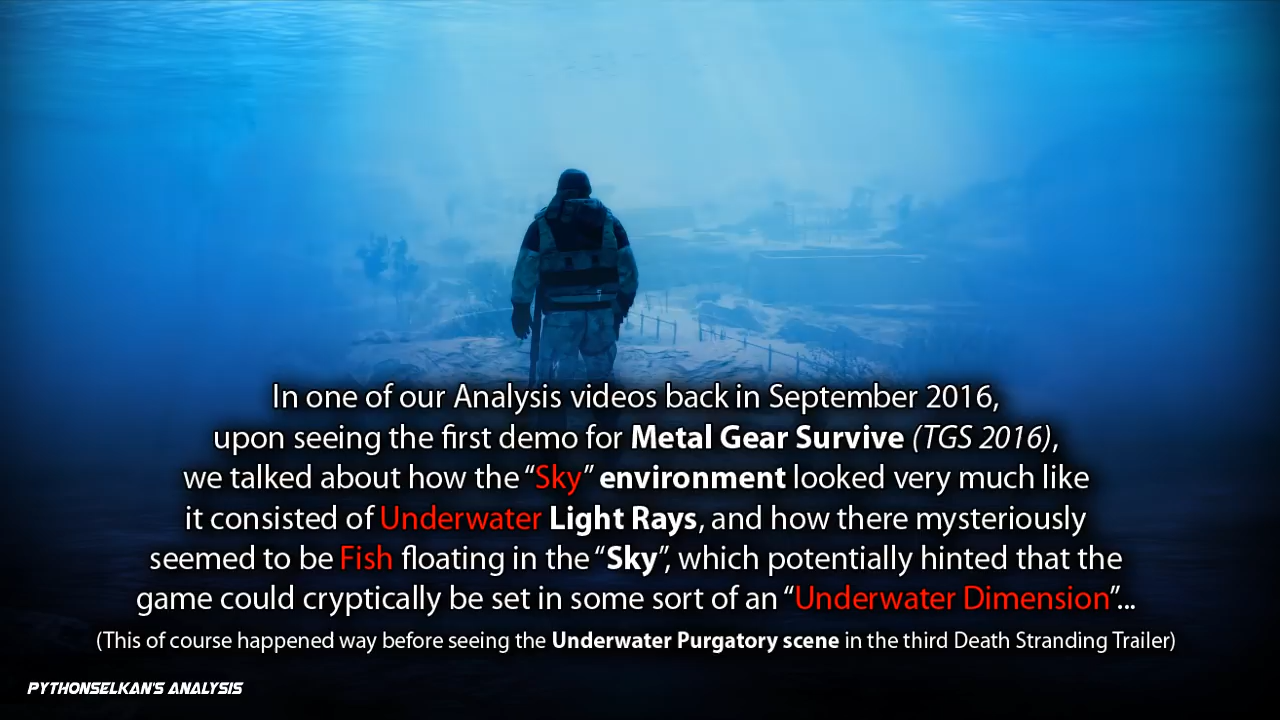 In one of our Analysis videos back in September 2016,
upon seeing the first demo for Metal Gear Survive (TGS 2016),
we talked about how the “Sky” environment looked very much like
it consisted of Underwater Light Rays, and how there mysteriously
seemed to be Fish floating in the “Sky”, which potentially hinted that the
game could cryptically be set in some sort of an “Underwater Dimension”...
(This of course happened way before seeing the Underwater Purgatory scene in the third Death Stranding Trailer)
PYTHONSELKAN'S ANALYSIS